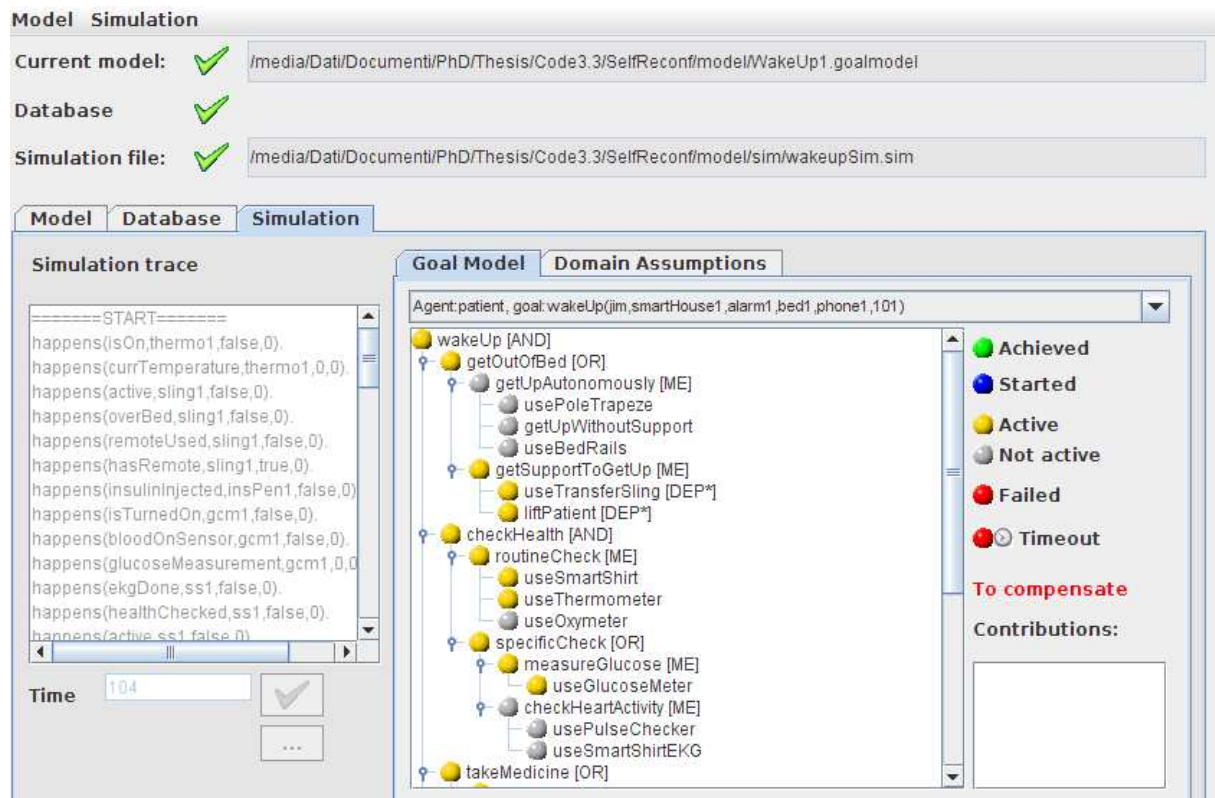 Model Simulation
Current model: /media/Dati/Documenti/PhD/Thesis/Code3.3/SelfReconf/model/WakeUp1.goalmodel
Database
Simulation file: /media/Dati/Documenti/PhD/Thesis/Code3.3/SelfReconf/model/sim/wakeupSim.sim
Model Database Simulation
Simulation trace
=======START=======
happens(isOn,thermo1,false,0).
happens(currTemperature,thermo1,0,0).
happens(active,sling1,false,0).
happens(overBed,sling1,false,0).
happens(remoteUsed,sling1,false,0).
happens(hasRemote,sling1,true,0).
happens(insulinInjected,insPen1,false,0)
happens(isTurnedOn,gcm1,false,0).
happens(bloodOnSensor,gcm1,false,0).
happens(glucoseMeasurement,gcm1,0,0
happens(ekgDone,ss1,false,0).
happens(healthChecked,ss1,false,0).
happens(active,ss1,false,0)
Time 104
...
Goal Model Domain Assumptions
Agent:patient, goal:wakeUp(jim,smartHouse1,alarm1,bed1,phone1,101)
wakeUp [AND]
getOutOfBed [OR]
getUpAutonomously [ME]
usePoleTrapeze
getUpWithoutSupport
useBedRails
getSupportToGetUp [ME]
useTransferSling [DEP*]
liftPatient [DEP*]
checkHealth [AND]
routineCheck [ME]
useSmartShirt
useThermometer
useOxymeter
specificCheck [OR]
measureGlucose [ME]
useGlucoseMeter
checkHeartActivity [ME]
usePulseChecker
useSmartShirtEKG
takeMedicine [OR]
Achieved
Started
Active
Not active
Failed
Timeout
To compensate
Contributions: